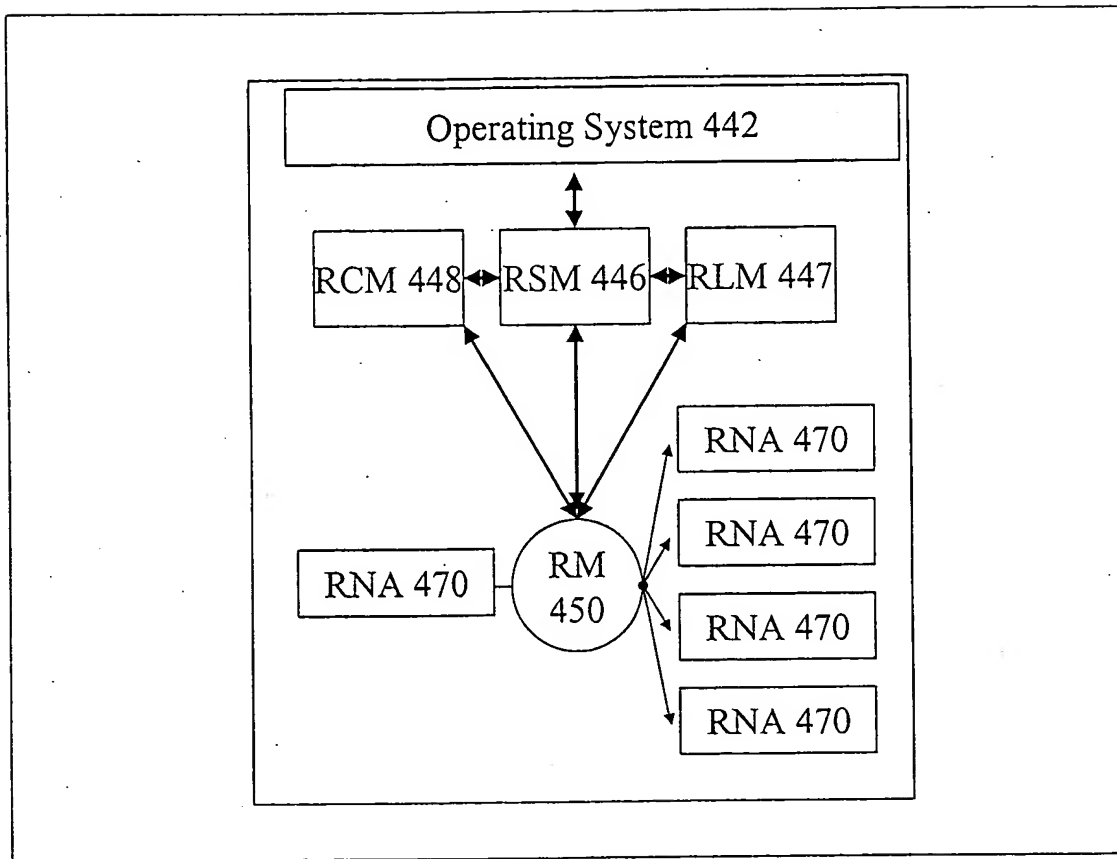 Operating System 442
RCM 448
RSM 446
RLM 447
RNA 470
RNA 470
RNA 470
RM
450
RNA 470
RNA 470